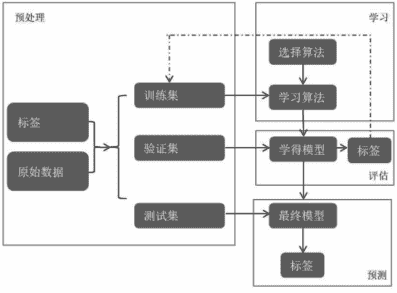 预处理
标签
原始数据
训练集
验证集
测试集
学习
选择算法
学习算法
学得模型
标签
评估
最终模型
标签
预测